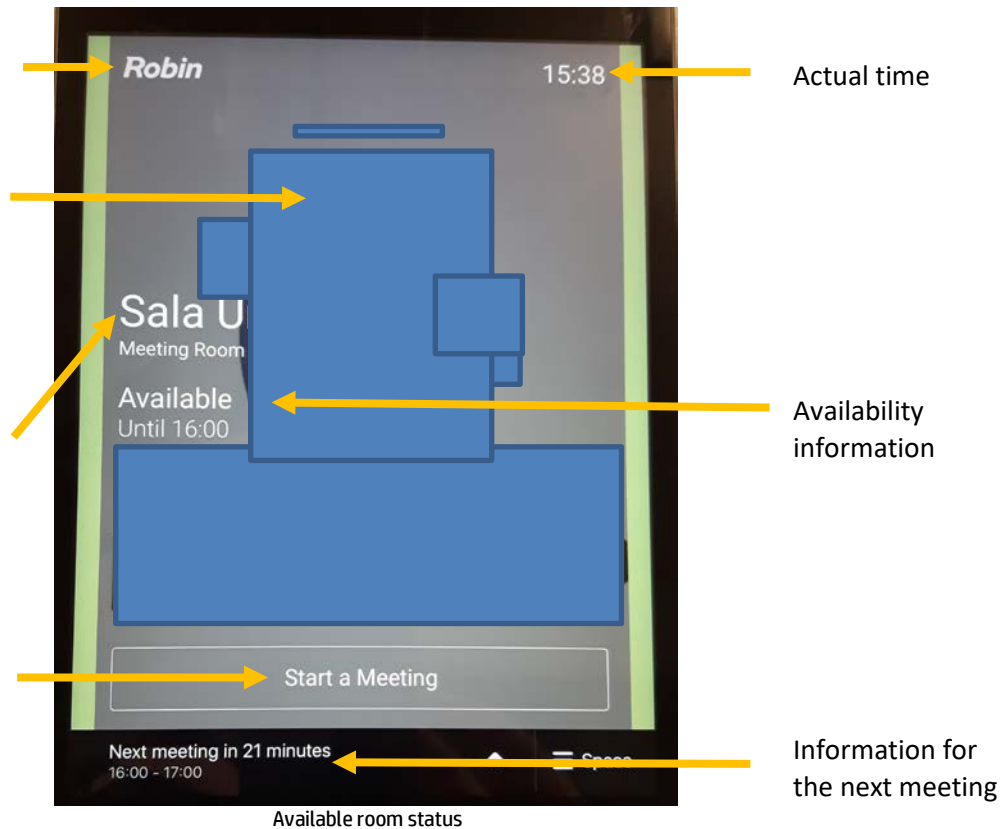 Robin
15:38
Actual time
Sala U
Meeting Room
Available
Until 16:00
Availability
information
Start a Meeting
Next meeting in 21 minutes
16:00 - 17:00
Space
Information for
the next meeting
Available room status